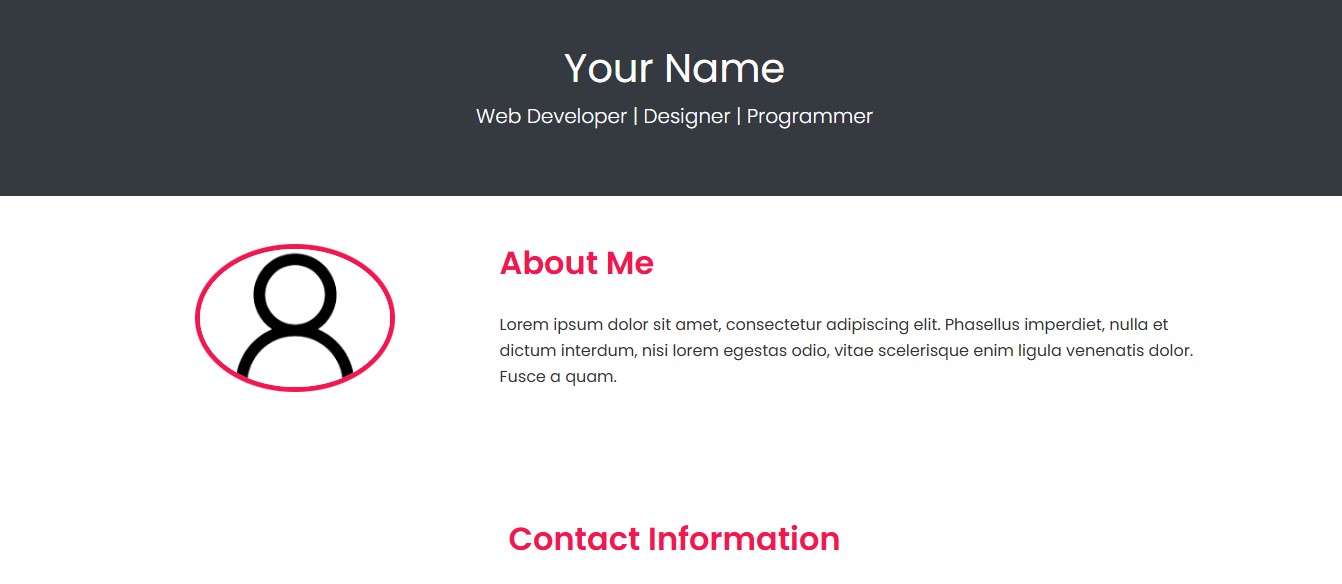 Your Name
Web Developer | Designer | Programmer
About Me
Lorem ipsum dolor sit amet, consectetur adipiscing elit. Phasellus imperdiet, nulla et
dictum interdum, nisi lorem egestas odio, vitae scelerisque enim ligula venenatis dolor.
Fusce a quam.
Contact Information